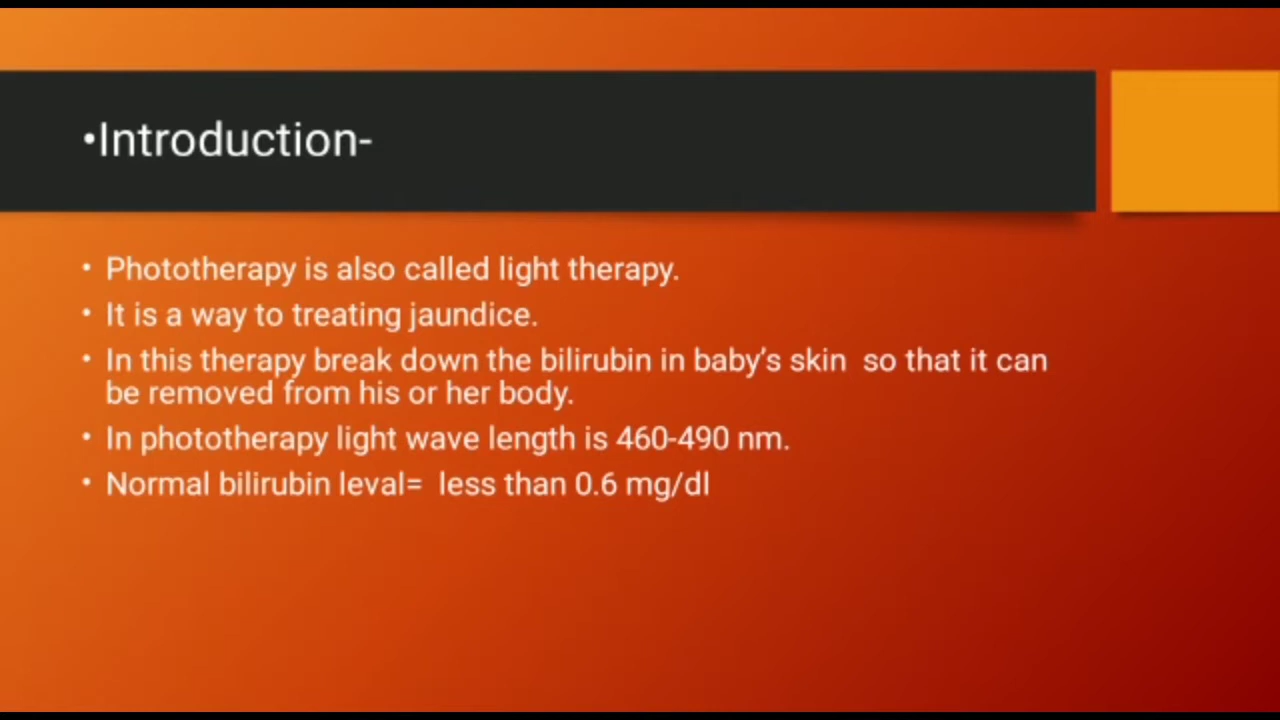 •Introduction-
• Phototherapy is also called light therapy.
• It is a way to treating jaundice.
• In this therapy break down the bilirubin in baby's skin  so that it can
be removed from his or her body.
• In phototherapy light wave length is 460-490 nm.
• Normal bilirubin leval=  less than 0.6 mg/dl